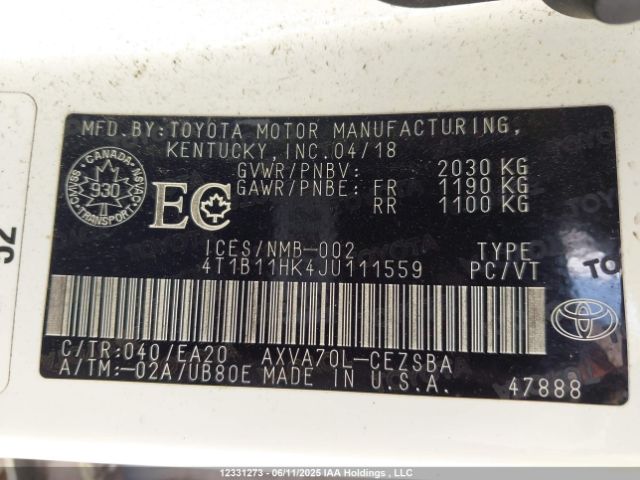 MFD.BY:TOYOTA MOTOR MANUFACTURING,
KENTUCKY,INC.04/18
GVWR/PNBV: 2030 KG
GAWR/PNBE: FR 1190 KG
RR 1100 KG
CANADA
CMVSS NSVAC
930
TRANSPORT
EC
ICES/NMB-002 TYPE
4T1B11HK4JU111559 PC/VT
C/TR:040/EA20 AXVA70L-CEZSBA
A/TM:-02A/UB80E MADE IN U.S.A. 47888
52
12331273 - 06/11/2025 IAA Holdings , LLC